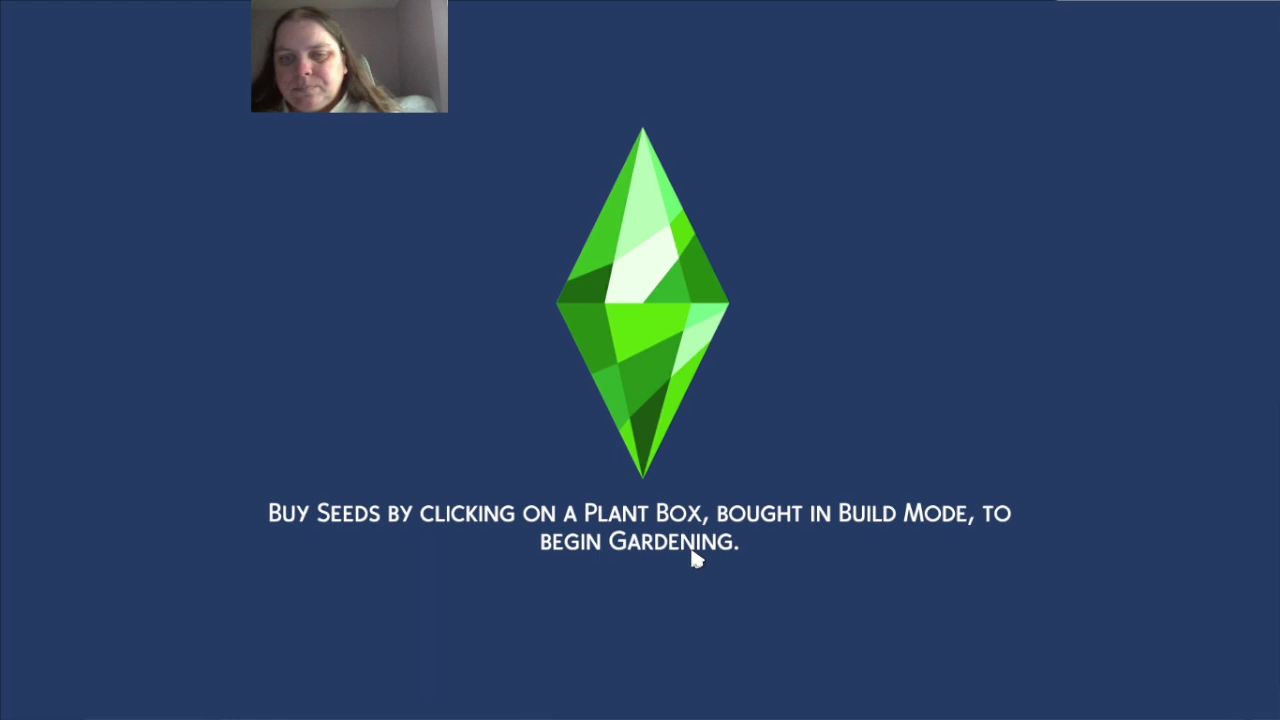 Buy Seeds by clicking on a Plant Box, bought in Build Mode, to
begin Gardening.